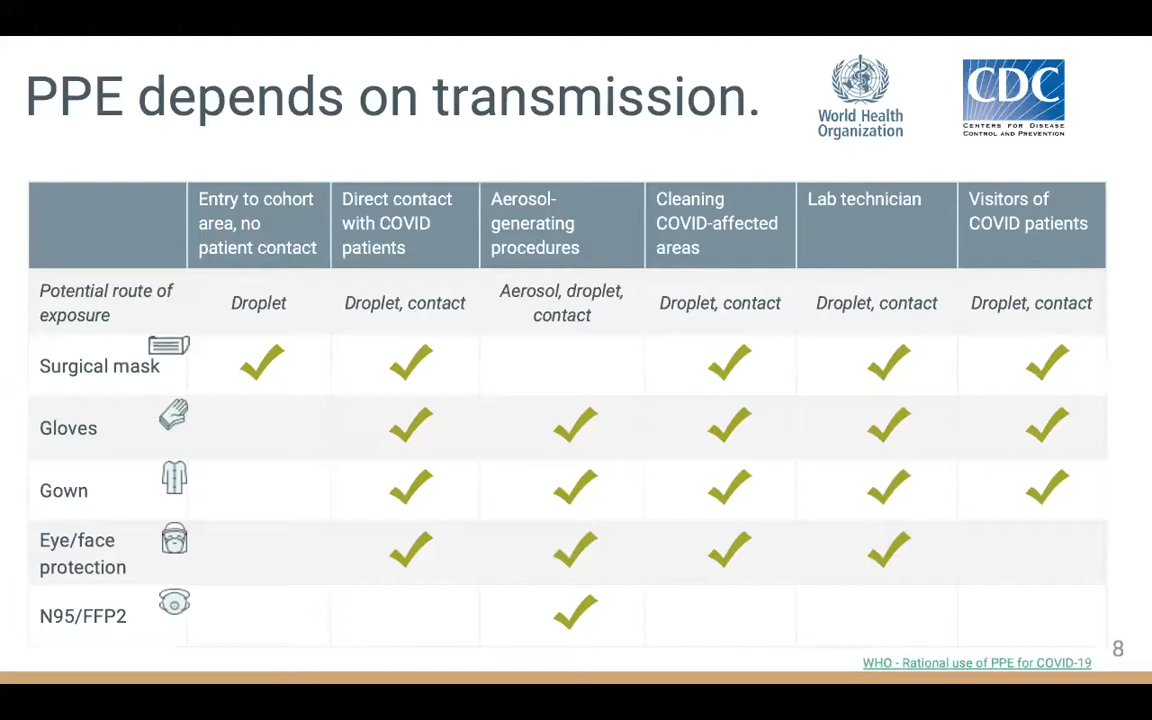 PPE depends on transmission.
World Health
Organization
CDC
CENTERS FOR DISEASE
CONTROL AND PREVENTION
Entry to cohort
area, no
patient contact
Direct contact
with COVID
patients
Aerosol-
generating
procedures
Cleaning
COVID-affected
areas
Lab technician
Visitors of
COVID patients
Potential route of
exposure
Droplet
Droplet, contact
Aerosol, droplet,
contact
Droplet, contact
Droplet, contact
Droplet, contact
Surgical mask
Gloves
Gown
Eye/face
protection
N95/FFP2
8
WHO - Rational use of PPE for COVID-19